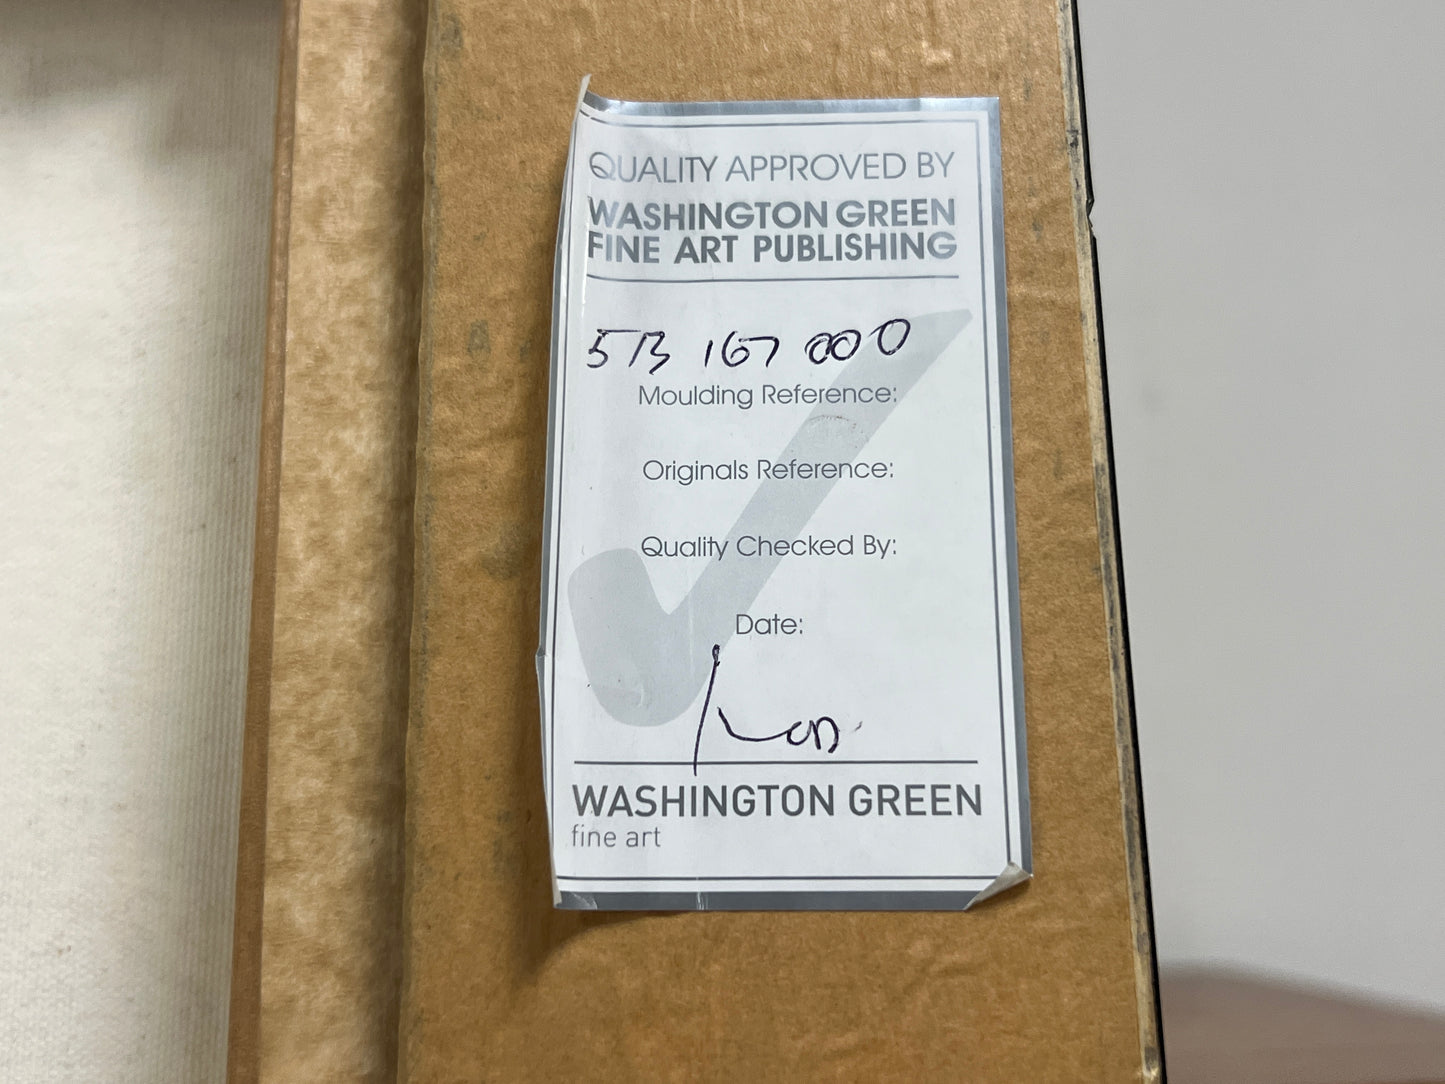 QUALITY APPROVED BY
WASHINGTON GREEN
FINE ART PUBLISHING
513 167 000
Moulding Reference:
Originals Reference:
Quality Checked By:
Date:
WASHINGTON GREEN
fine art